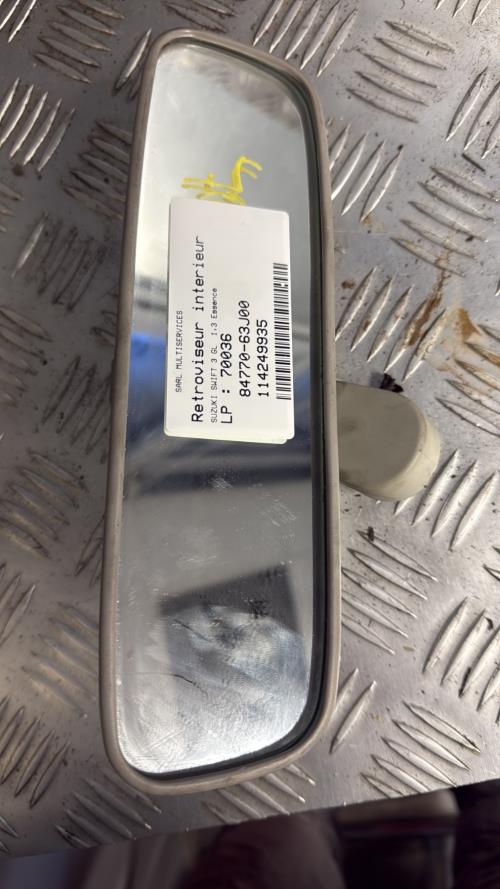 SARL MULTISERVICES
Retroviseur interieur
SUZUKI SWIFT 3 GL 1.3 Essence
LP : 70036
84770-63J00
114249935